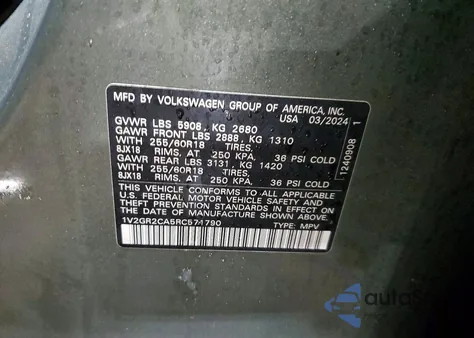 MFD BY VOLKSWAGEN GROUP OF AMERICA, INC.
USA 03/2024 1
GVWR LBS 5908, KG 2680
GAWR FRONT LBS 2888, KG 1310
WITH 255/60R18 TIRES,
8JX18 RIMS, AT 250 KPA, 36 PSI COLD
GAWR REAR LBS 3131, KG 1420
WITH 255/60R18 TIRES,
8JX18 RIMS, AT 250 KPA, 36 PSI COLD
THIS VEHICLE CONFORMS TO ALL APPLICABLE
U.S. FEDERAL MOTOR VEHICLE SAFETY, BUMPER, AND
THEFT PREVENTION STANDARDS IN EFFECT ON THE
DATE OF MANUFACTURE SHOWN ABOVE.
1V2GR2CA5RC571790 TYPE: MPV
1240908